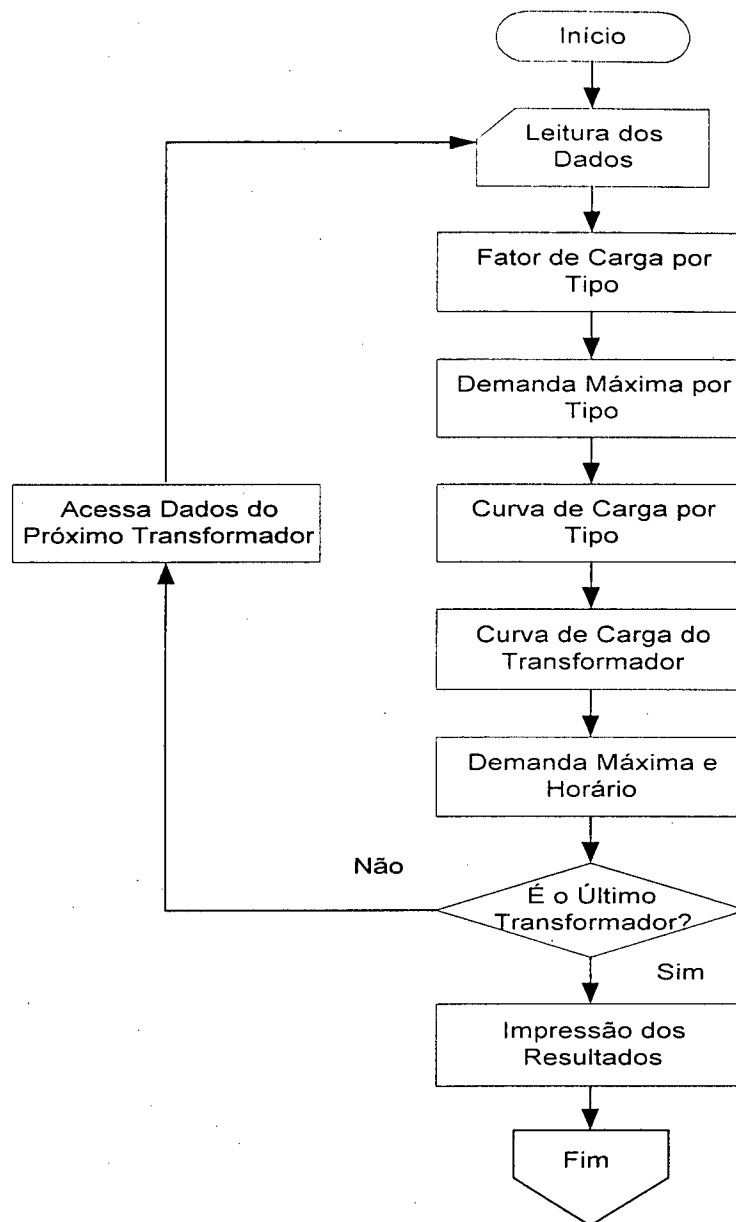 Início
Leitura dos
Dados
Fator de Carga por
Tipo
Demanda Máxima por
Tipo
Acessa Dados do
Próximo Transformador
Curva de Carga por
Tipo
Curva de Carga do
Transformador
Demanda Máxima e
Horário
Não
É o Último
Transformador?
Sim
Impressão dos
Resultados
Fim